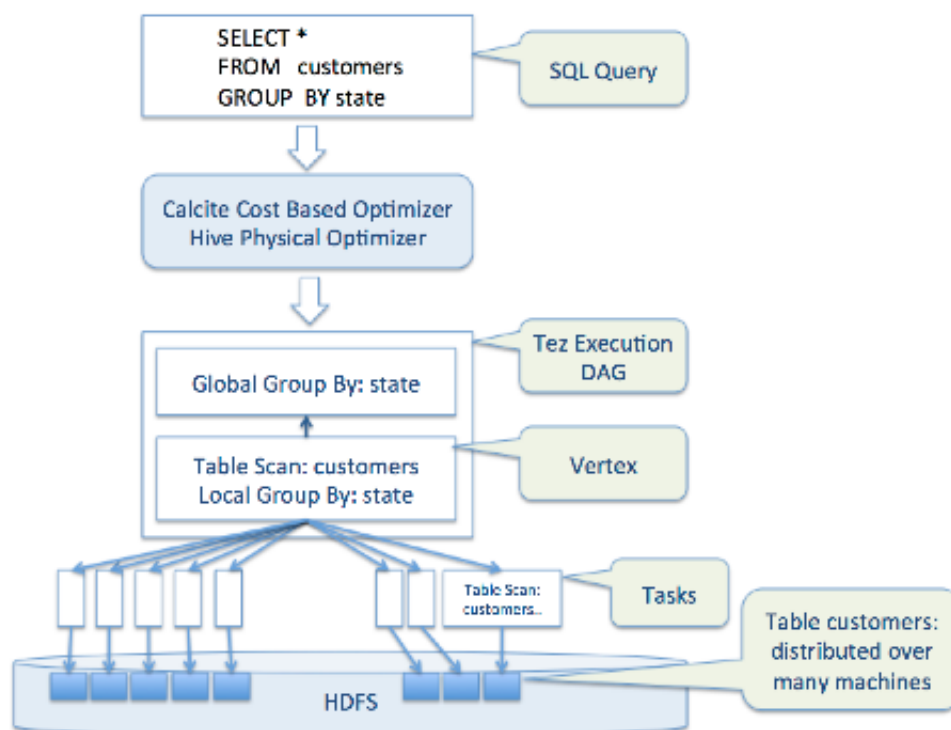 SELECT *
FROM customers
GROUP BY state
SQL Query
Calcite Cost Based Optimizer
Hive Physical Optimizer
Tez Execution
DAG
Global Group By: state
Table Scan: customers
Local Group By: state
Vertex
Table Scan:
customers..
Tasks
Table customers:
distributed over
many machines
HDFS